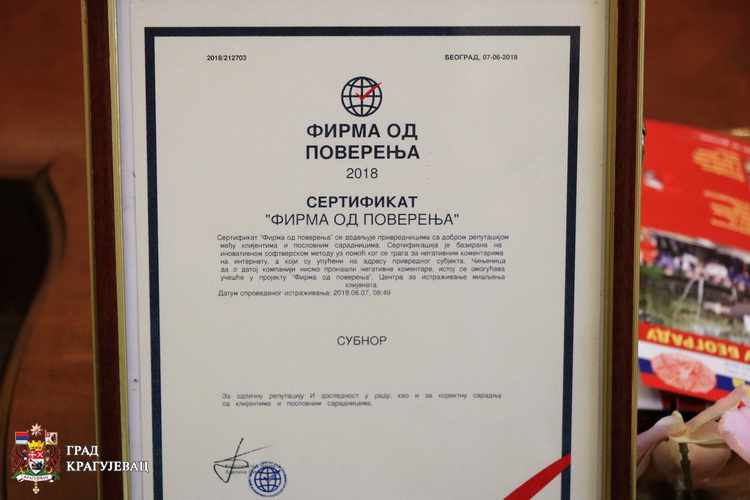 2018/212703
БЕОГРАД, 07-06-2018
ФИРМА ОД
ПОВЕРЕЊА
2018
СЕРТИФИКАТ
"ФИРМА ОД ПОВЕРЕЊА"
Сертификат "Фирма од поверења" се додељује привредницима са добром репутацијом
међу клијентима и пословним сарадницима. Сертификација је базирана на
иновативном софтверском методу уз помоћ ког се трага за негативним коментарима
на интернету, а који су упућени на адресу привредног субјекта. Чињеница
да о датој компанији нисмо пронашли негативне коментаре, истој се омогућава
учешће у пројекту "Фирма од поверења", Центра за истраживање мишљења
клијената.
Датум спроведеног истраживања: 2018.06.07, 08:49
СУБНОР
За одличну репутацију И доследност у раду, као и за коректну сарадњу
са клијентима и пословним сарадницима.
У БЕОГРАДУ
ГРАД
КРАГУЈЕВАЦ
КРАГУЈЕВАЦ